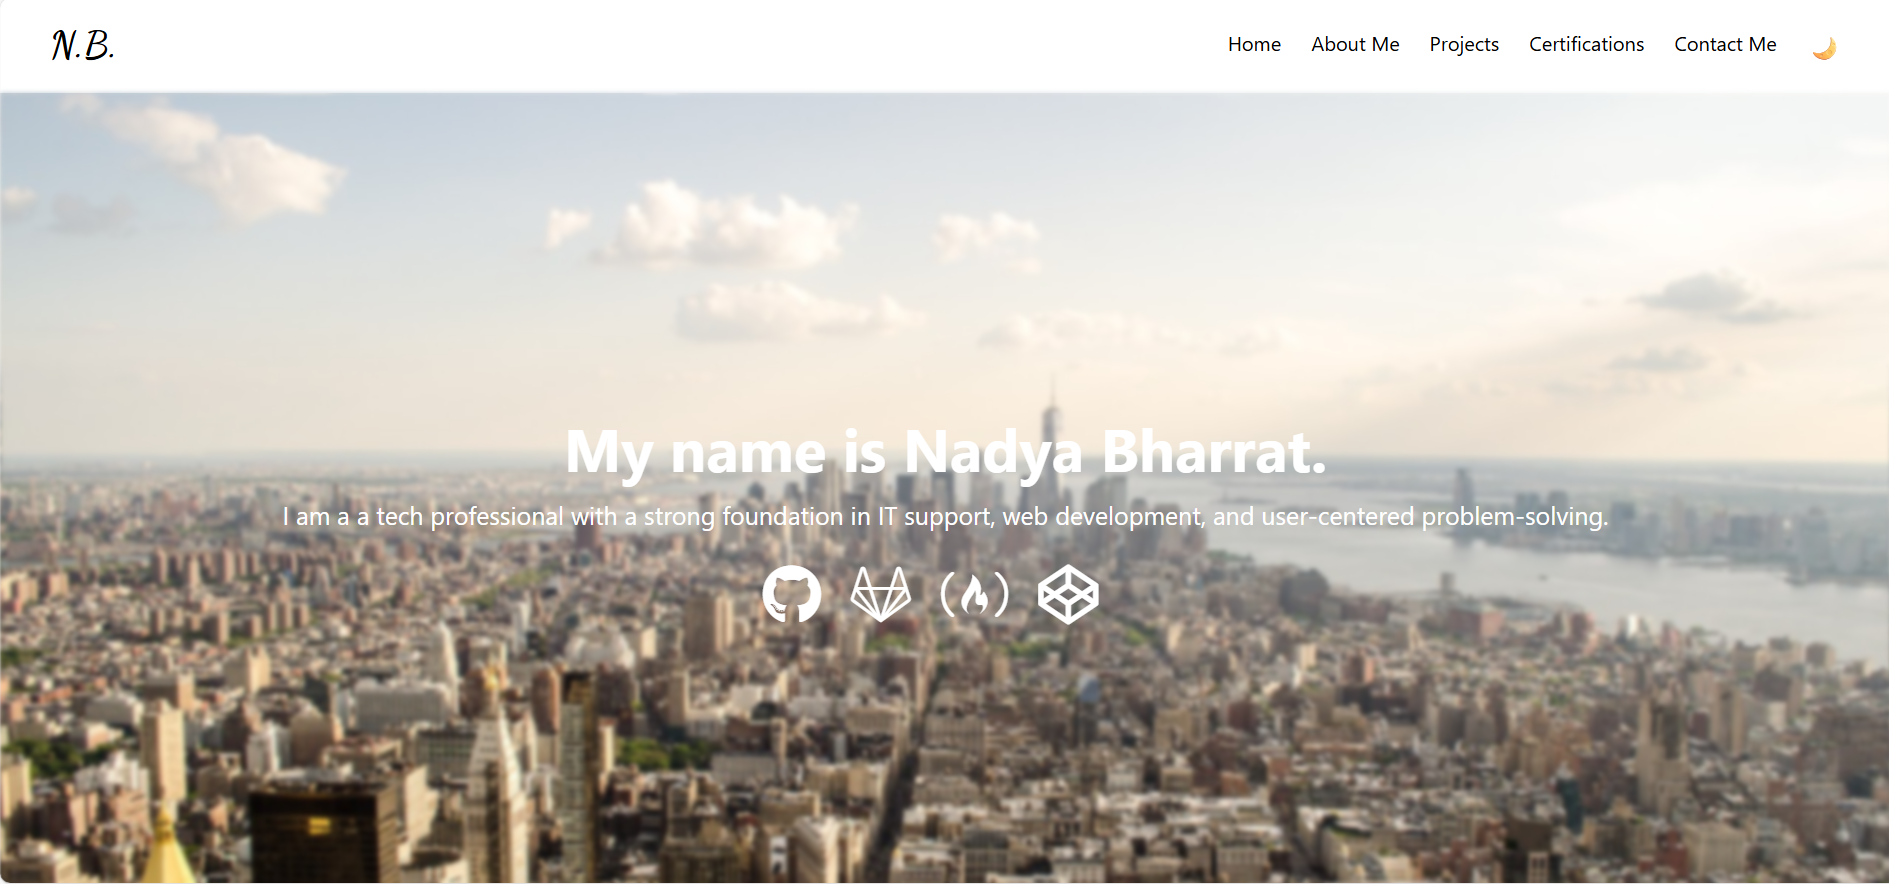 N.B.
Home About Me Projects Certifications Contact Me
My name is Nadya Bharrat.
I am a a tech professional with a strong foundation in IT support, web development, and user-centered problem-solving.